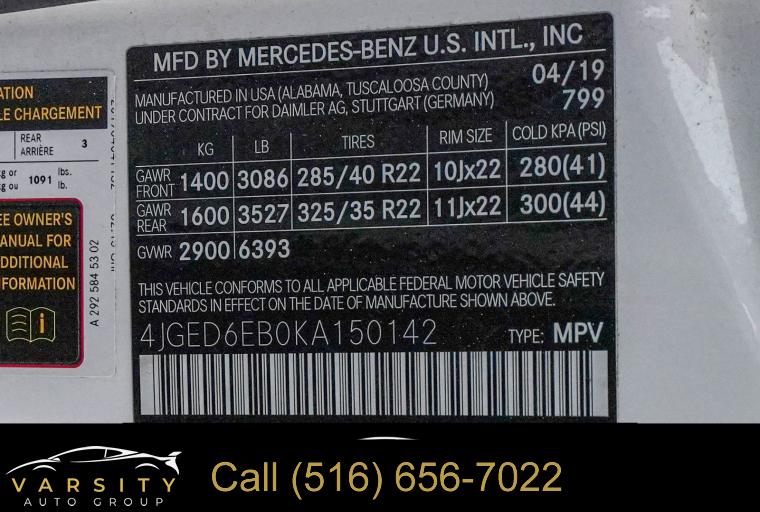 ATION
LE CHARGEMENT
REAR
ARRIÈRE
3
kg or
kg ou
1091
lbs.
lb.
EE OWNER'S
ANUAL FOR
DDITIONAL
FORMATION
A 292 584 53 02
MFD BY MERCEDES-BENZ U.S. INTL., INC
MANUFACTURED IN USA (ALABAMA, TUSCALOOSA COUNTY) 04/19
UNDER CONTRACT FOR DAIMLER AG, STUTTGART (GERMANY) 799
KG LB TIRES RIM SIZE COLD KPA (PSI)
GAWR FRONT 1400 3086 285/40 R22 10Jx22 280(41)
GAWR REAR 1600 3527 325/35 R22 11Jx22 300(44)
GVWR 2900 6393
THIS VEHICLE CONFORMS TO ALL APPLICABLE FEDERAL MOTOR VEHICLE SAFETY
STANDARDS IN EFFECT ON THE DATE OF MANUFACTURE SHOWN ABOVE.
4JGED6EB0KA150142 TYPE: MPV
VARSITY
AUTO GROUP
Call (516) 656-7022